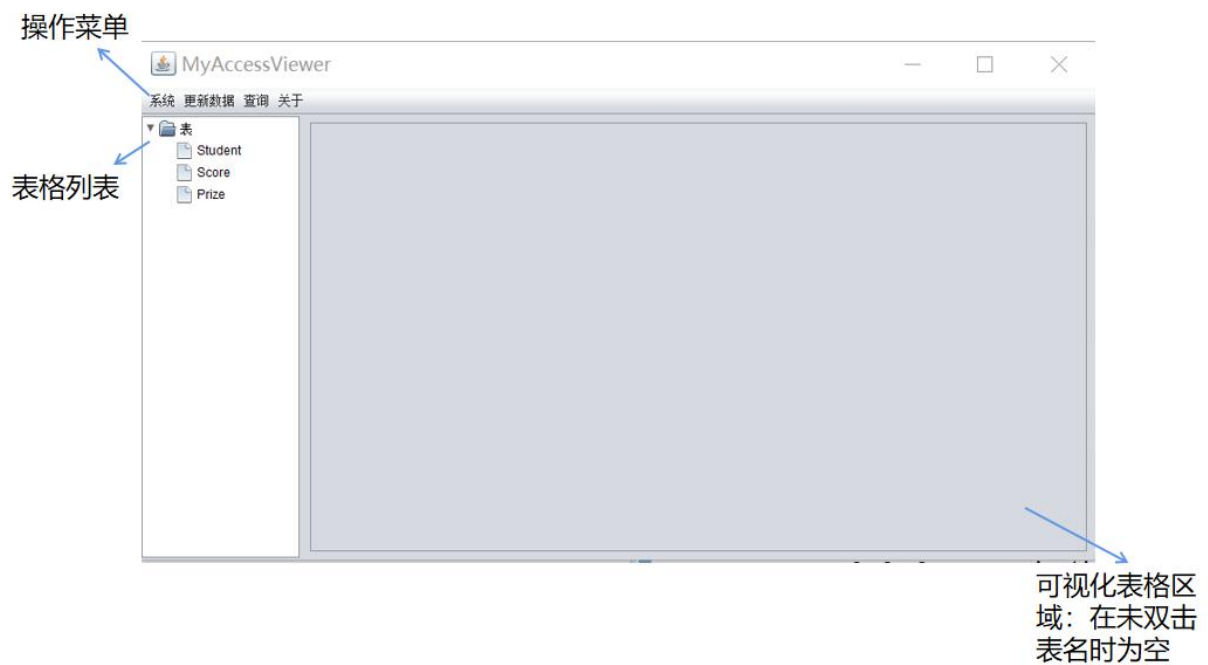 操作菜单
MyAccessViewer
系统 更新数据 查询 关于
表
Student
表格列表
Score
Prize
可视化表格区
域：在未双击
表名时为空